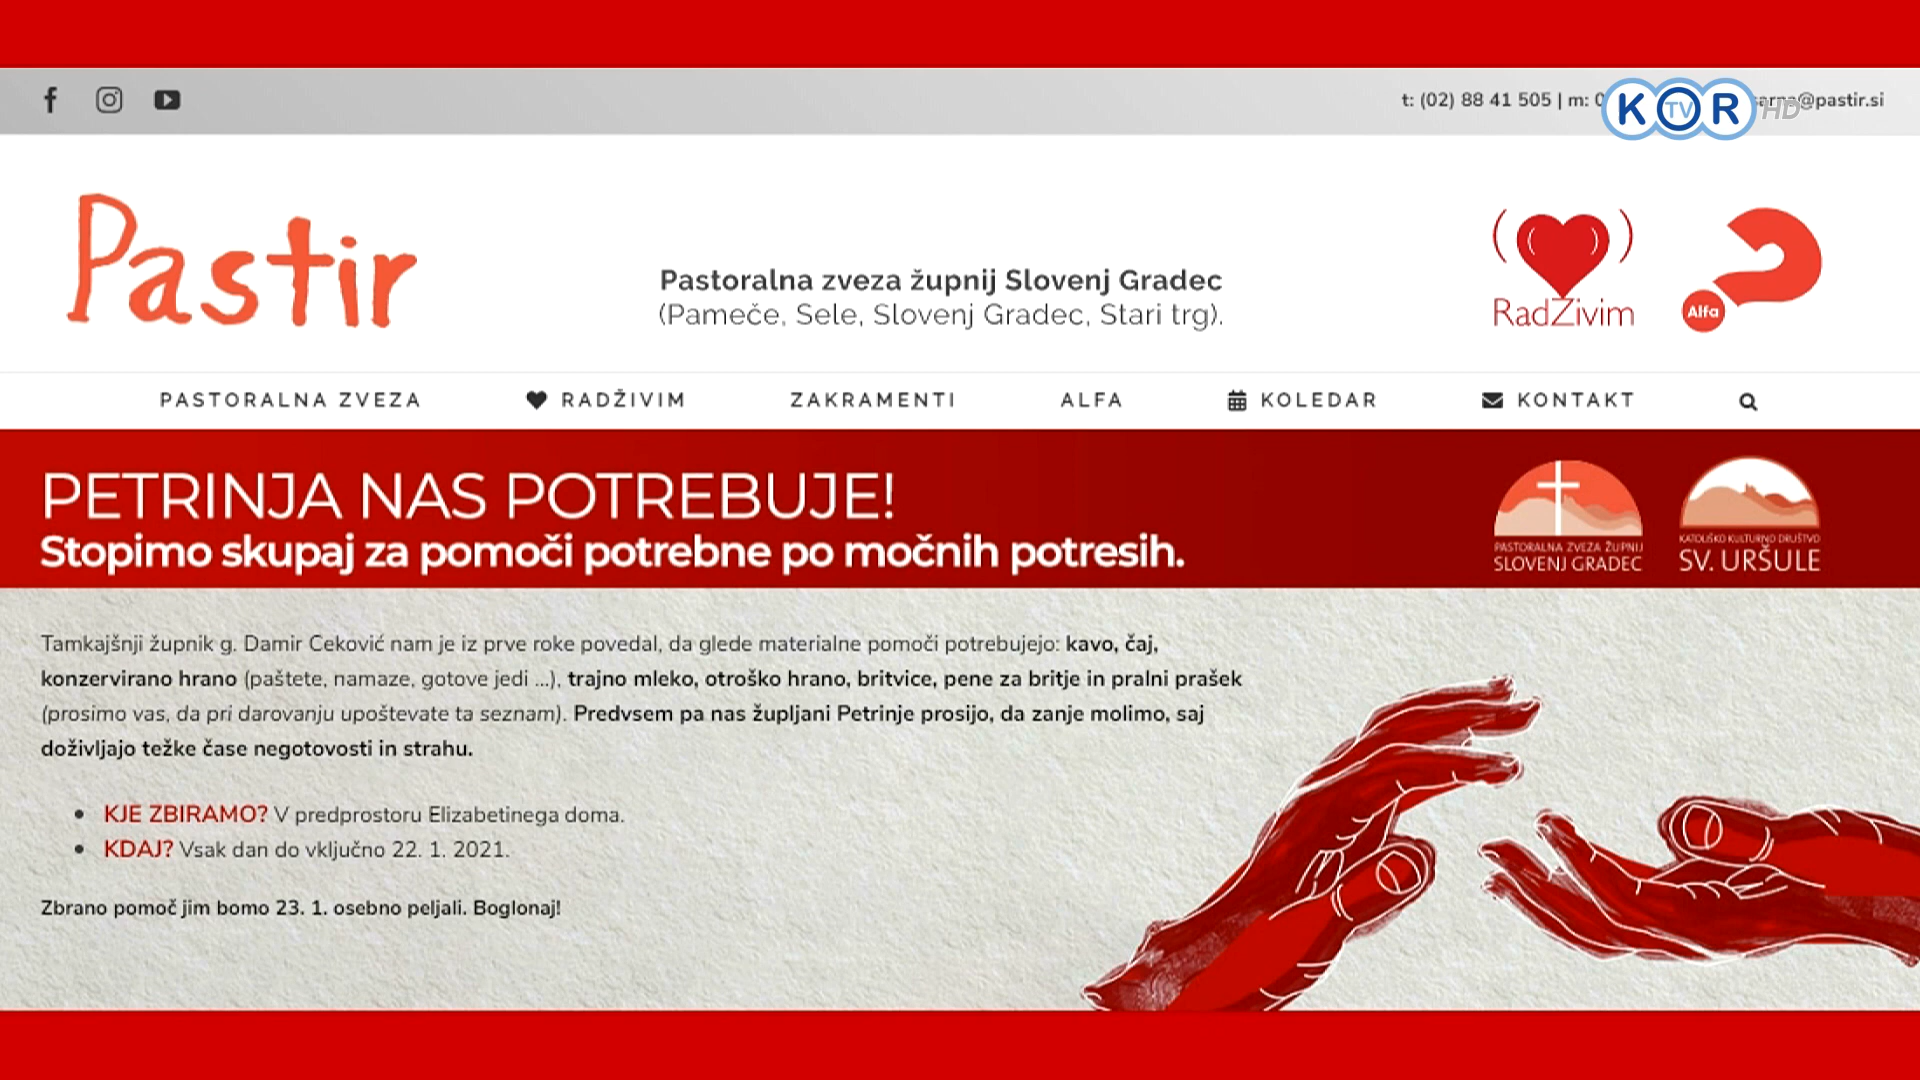 t: (02) 88 41 505 | m:
@pastir.si
KTVOR HD
Pastir
Pastoralna zveza župnij Slovenj Gradec
(Pameče, Sele, Slovenj Gradec, Stari trg).
RadŽivim
Alfa
PASTORALNA ZVEZA
RADŽIVIM
ZAKRAMENTI
ALFA
KOLEDAR
KONTAKT
PETRINJA NAS POTREBUJE!
Stopimo skupaj za pomoči potrebne po močnih potresih.
PASTORALNA ZVEZA ŽUPNIJ
SLOVENJ GRADEC
KATOLIŠKO KULTURNO DRUŠTVO
SV. URŠULE
Tamkajšnji župnik g. Damir Ceković nam je iz prve roke povedal, da glede materialne pomoči potrebujejo: kavo, čaj,
konzervirano hrano (paštete, namaze, gotove jedi ...), trajno mleko, otroško hrano, britvice, pene za britje in pralni prašek
(prosimo vas, da pri darovanju upoštevate ta seznam). Predvsem pa nas župljani Petrinje prosijo, da zanje molimo, saj
doživljajo težke čase negotovosti in strahu.
KJE ZBIRAMO? V predprostoru Elizabetinega doma.
KDAJ? Vsak dan do vključno 22. 1. 2021.
Zbrano pomoč jim bomo 23. 1. osebno peljali. Boglonaj!